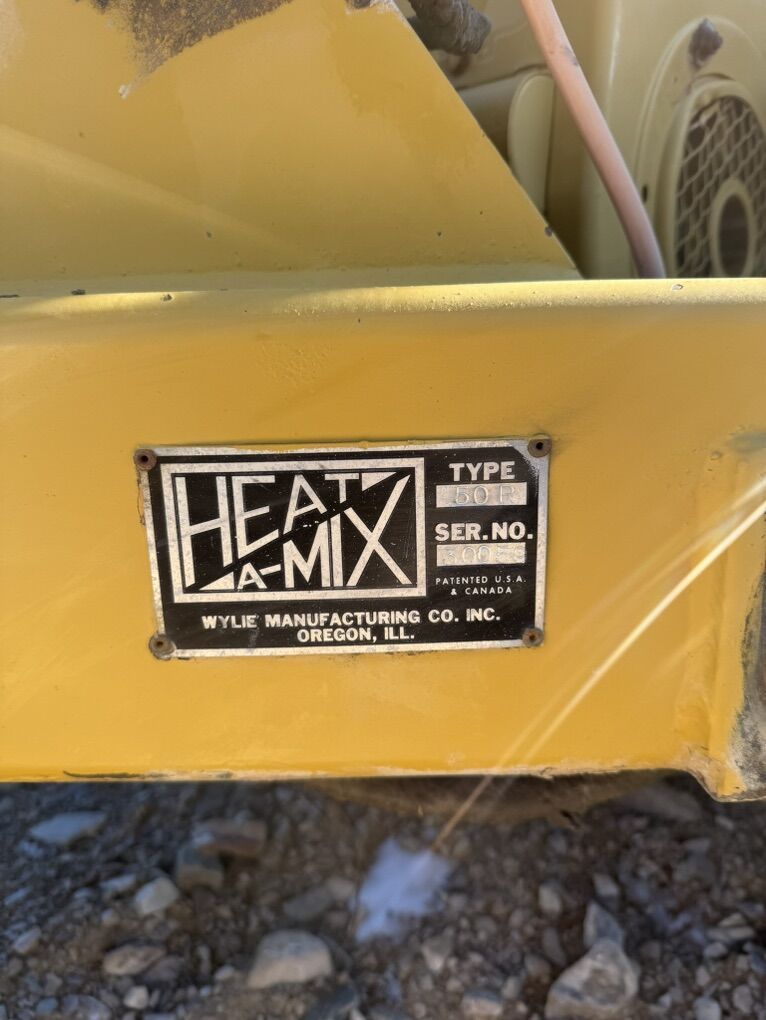 HEAT
A-MIX
TYPE
50 R
SER. NO.
PATENTED U.S.A.
& CANADA
WYLIE MANUFACTURING CO. INC.
OREGON, ILL.